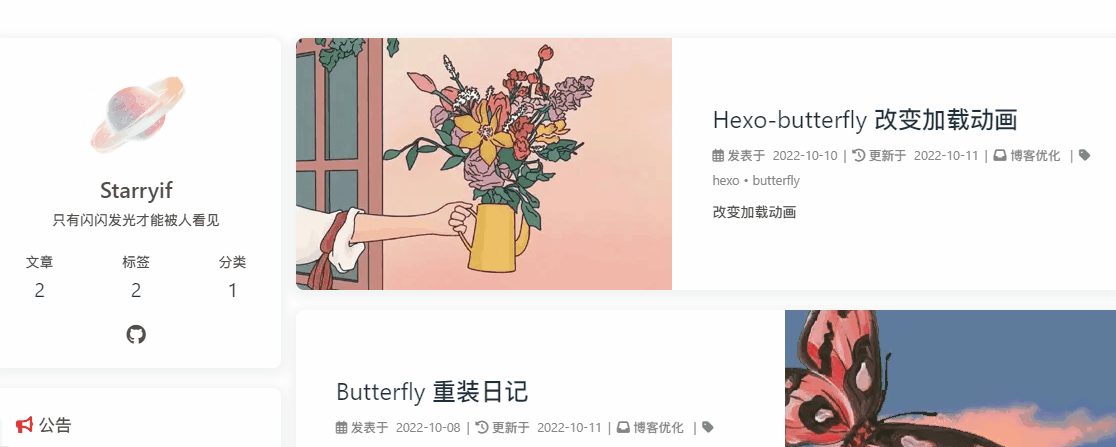 Starryif
只有闪闪发光才能被人看见
文章 标签 分类
2 2 1
公告
Hexo-butterfly 改变加载动画
发表于 2022-10-10 | 更新于 2022-10-11 | 博客优化 |
hexo • butterfly
改变加载动画
Butterfly 重装日记
发表于 2022-10-08 | 更新于 2022-10-11 | 博客优化 |